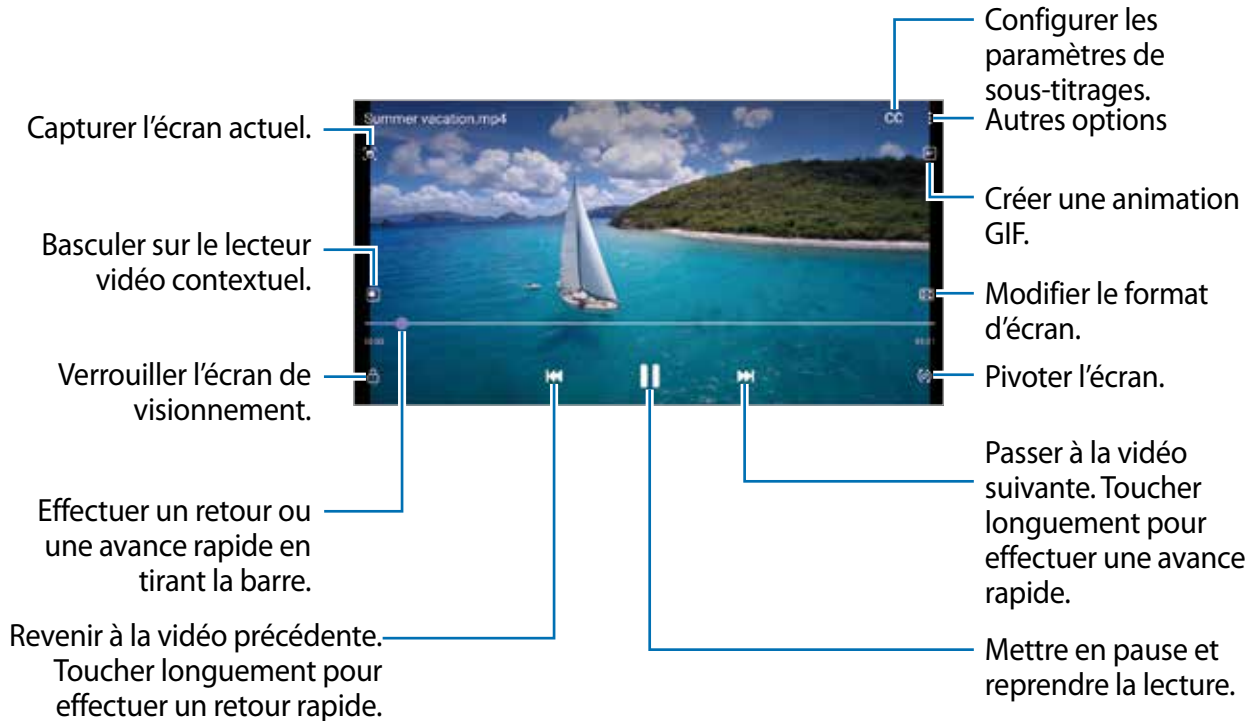 Configurer les
paramètres de
sous-titrages.
Autres options
Capturer l'écran actuel.
Summer vacation.mp4
CC
Créer une animation
GIF.
Basculer sur le lecteur
vidéo contextuel.
Modifier le format
d'écran.
Verrouiller l'écran de
visionnement.
Pivoter l'écran.
Passer à la vidéo
suivante. Toucher
longuement pour
effectuer une avance
rapide.
Effectuer un retour ou
une avance rapide en
tirant la barre.
Revenir à la vidéo précédente.
Toucher longuement pour
effectuer un retour rapide.
Mettre en pause et
reprendre la lecture.